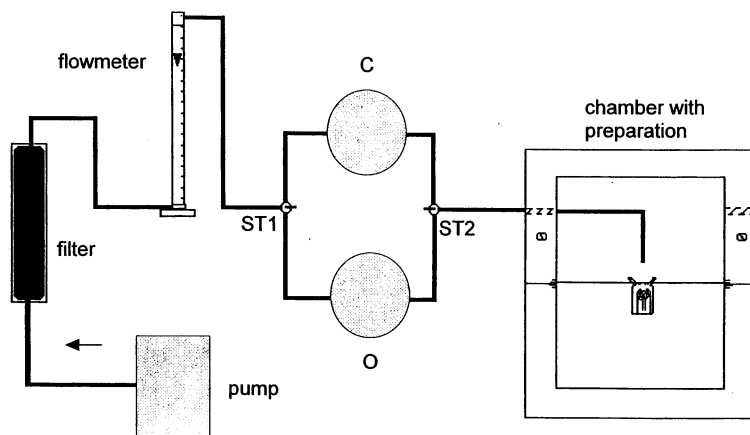 flowmeter
C
chamber with
preparation
ST1
ST2
filter
O
pump